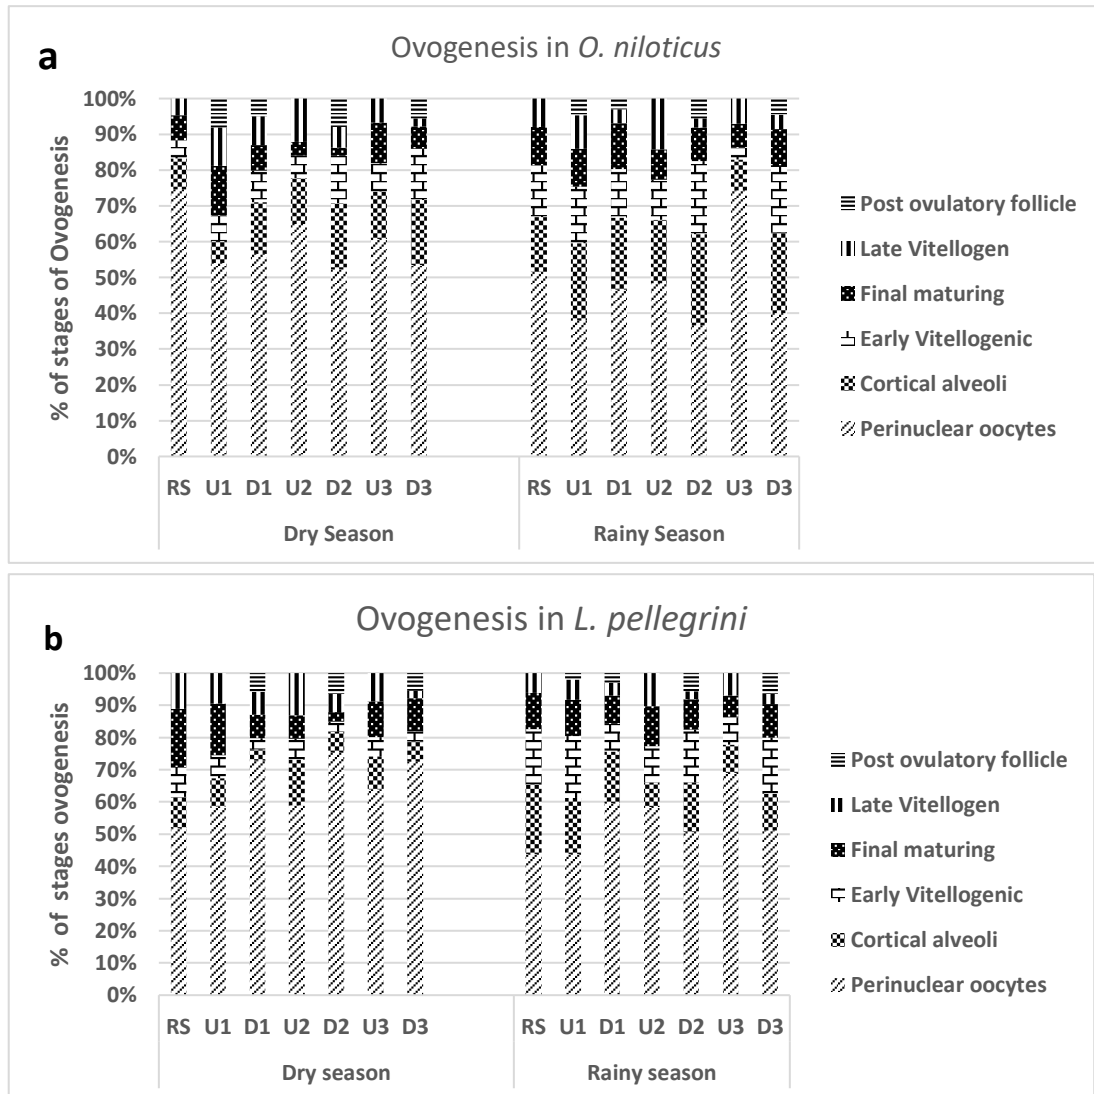 a
Ovogenesis in O. niloticus
% of stages of Ovogenesis
100%
90%
80%
70%
60%
50%
40%
30%
20%
10%
0%
RS U1 D1 U2 D2 U3 D3 RS U1 D1 U2 D2 U3 D3
Dry Season Rainy Season
Post ovulatory follicle
Late Vitellogen
Final maturing
Early Vitellogenic
Cortical alveoli
Perinuclear oocytes
b
Ovogenesis in L. pellegrini
% of stages ovogenesis
100%
90%
80%
70%
60%
50%
40%
30%
20%
10%
0%
RS U1 D1 U2 D2 U3 D3 RS U1 D1 U2 D2 U3 D3
Dry season Rainy season
Post ovulatory follicle
Late Vitellogen
Final maturing
Early Vitellogenic
Cortical alveoli
Perinuclear oocytes